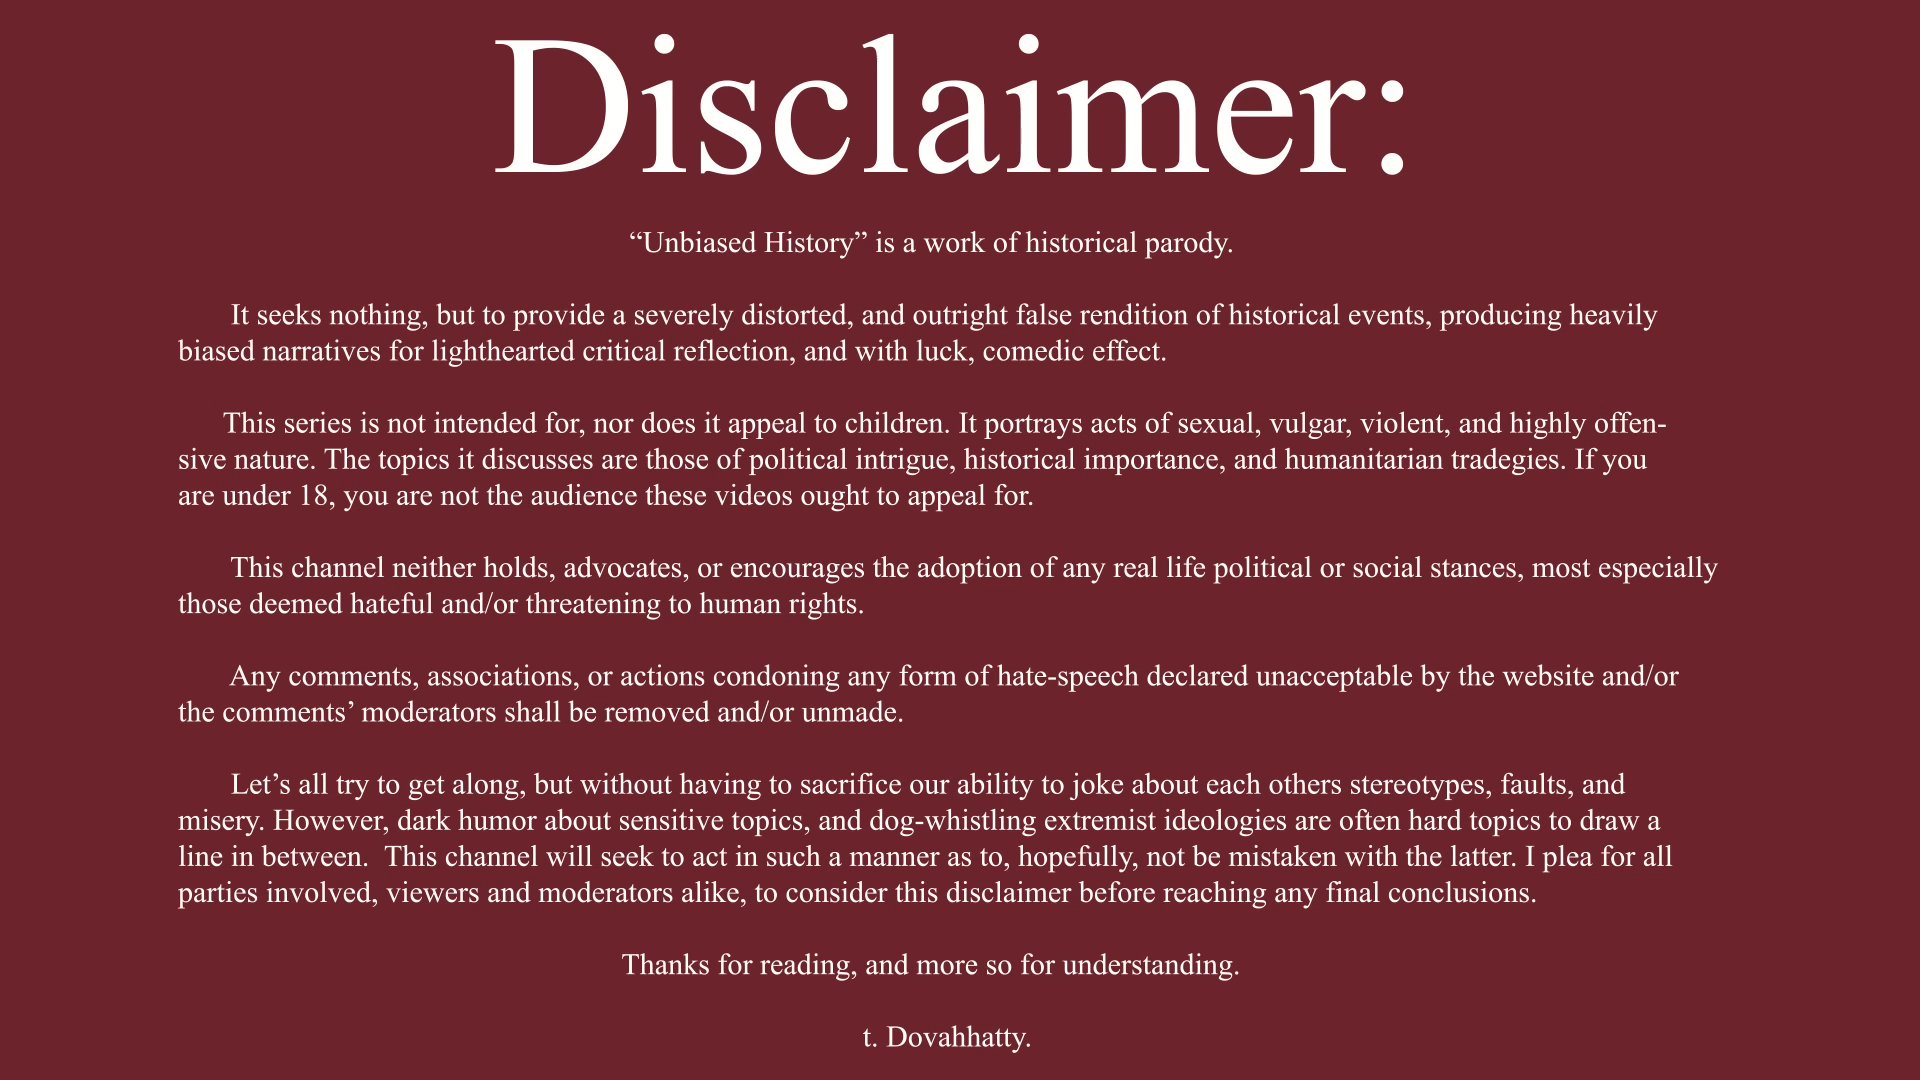 Disclaimer:
“Unbiased History” is a work of historical parody.
It seeks nothing, but to provide a severely distorted, and outright false rendition of historical events, producing heavily
biased narratives for lighthearted critical reflection, and with luck, comedic effect.
This series is not intended for, nor does it appeal to children. It portrays acts of sexual, vulgar, violent, and highly offen-
sive nature. The topics it discusses are those of political intrigue, historical importance, and humanitarian tradegies. If you
are under 18, you are not the audience these videos ought to appeal for.
This channel neither holds, advocates, or encourages the adoption of any real life political or social stances, most especially
those deemed hateful and/or threatening to human rights.
Any comments, associations, or actions condoning any form of hate-speech declared unacceptable by the website and/or
the comments’ moderators shall be removed and/or unmade.
Let’s all try to get along, but without having to sacrifice our ability to joke about each others stereotypes, faults, and
misery. However, dark humor about sensitive topics, and dog-whistling extremist ideologies are often hard topics to draw a
line in between.  This channel will seek to act in such a manner as to, hopefully, not be mistaken with the latter. I plea for all
parties involved, viewers and moderators alike, to consider this disclaimer before reaching any final conclusions.
Thanks for reading, and more so for understanding.
t. Dovahhatty.